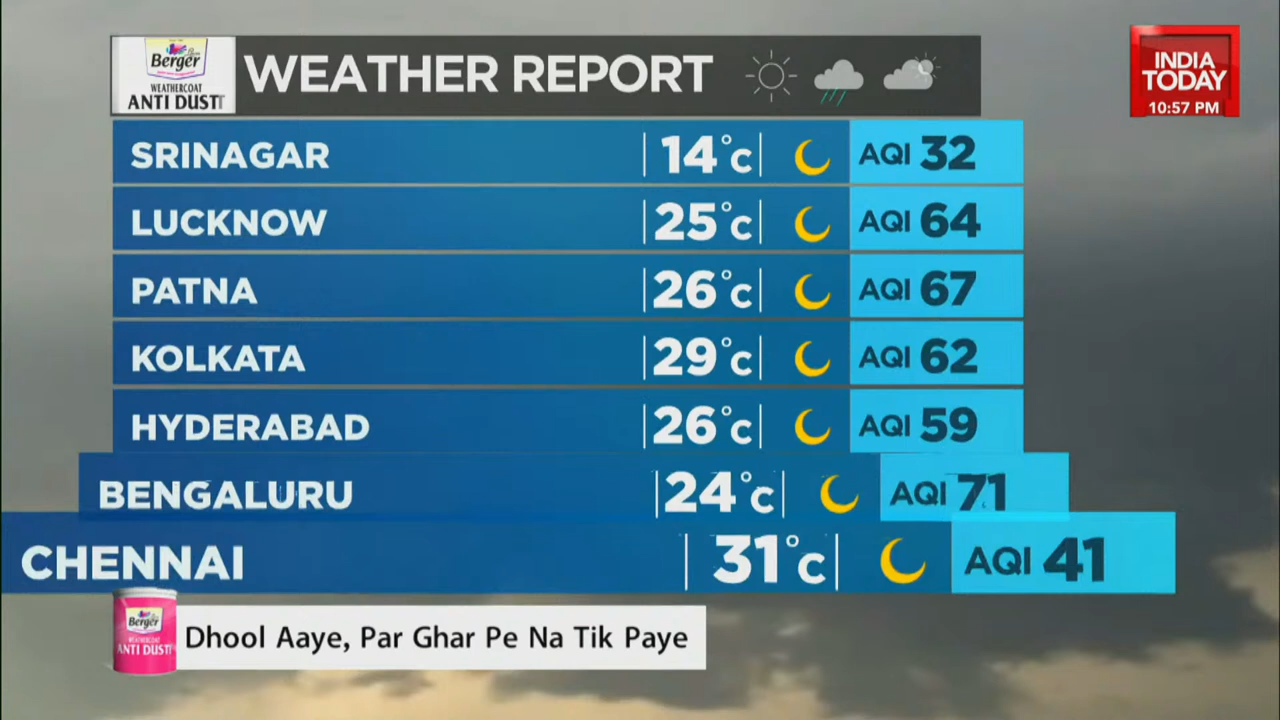 Berger
WEATHERCOAT
ANTI DUSTT
WEATHER REPORT
INDIA
TODAY
10:57 PM
SRINAGAR 14°C AQI 32
LUCKNOW 25°C AQI 64
PATNA 26°C AQI 67
KOLKATA 29°C AQI 62
HYDERABAD 26°C AQI 59
BENGALURU 24°C AQI 71
CHENNAI 31°C AQI 41
Berger
WEATHERCOAT
ANTI DUSTT
Dhool Aaye, Par Ghar Pe Na Tik Paye